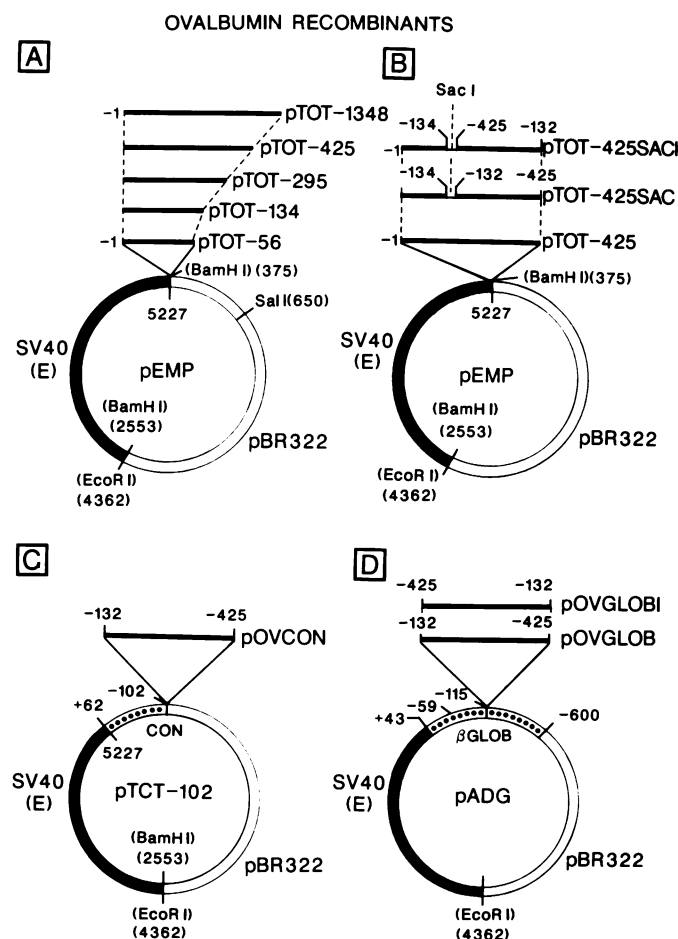 OVALBUMIN RECOMBINANTS
A
-1 pTOT-1348
pTOT-425
pTOT-295
pTOT-134
-1 pTOT-56
(BamH I) (375)
Sal I (650)
5227
SV40
(E)
pEMP
(BamH I)
(2553)
pBR322
(EcoR I)
(4362)
B
Sac I
-134 -425 -132
-1 pTOT-425SACI
-134 -132 -425
pTOT-425SAC
-1 pTOT-425
(BamH I)(375)
5227
SV40
(E)
pEMP
(BamH I)
(2553)
pBR322
(EcoR I)
(4362)
C
-132 -425
pOVCON
-102
+62
CON
5227
SV40
(E)
pTCT-102
(BamH I)
(2553)
pBR322
(EcoR I)
(4362)
D
-425 -132
pOVGLOBI
-132 -425
pOVGLOB
-115
-59
+43 -600
βGLOB
SV40
(E)
pADG
pBR322
(EcoR I)
(4362)